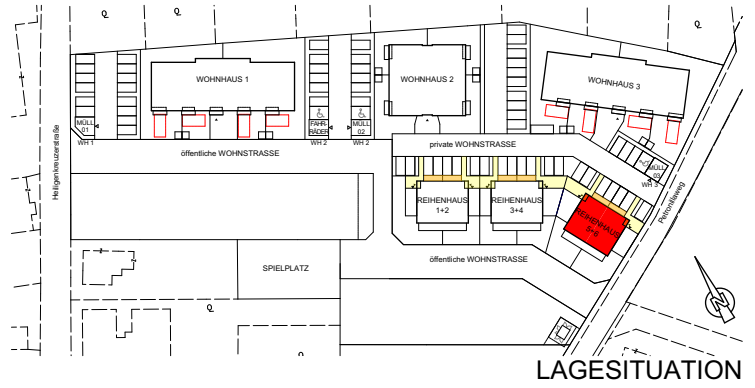 WOHNHAUS 1
WOHNHAUS 2
WOHNHAUS 3
MÜLL
01
WH 1
FAHR-
RÄDER
WH 2
MÜLL
02
WH 2
MÜLL
03
WH 3
private WOHNSTRASSE
öffentliche WOHNSTRASSE
Heiligenkreuzerstraße
Petronillaweg
REIHENHAUS
1+2
REIHENHAUS
3+4
REIHENHAUS
5+6
öffentliche WOHNSTRASSE
SPIELPLATZ
N
LAGESITUATION